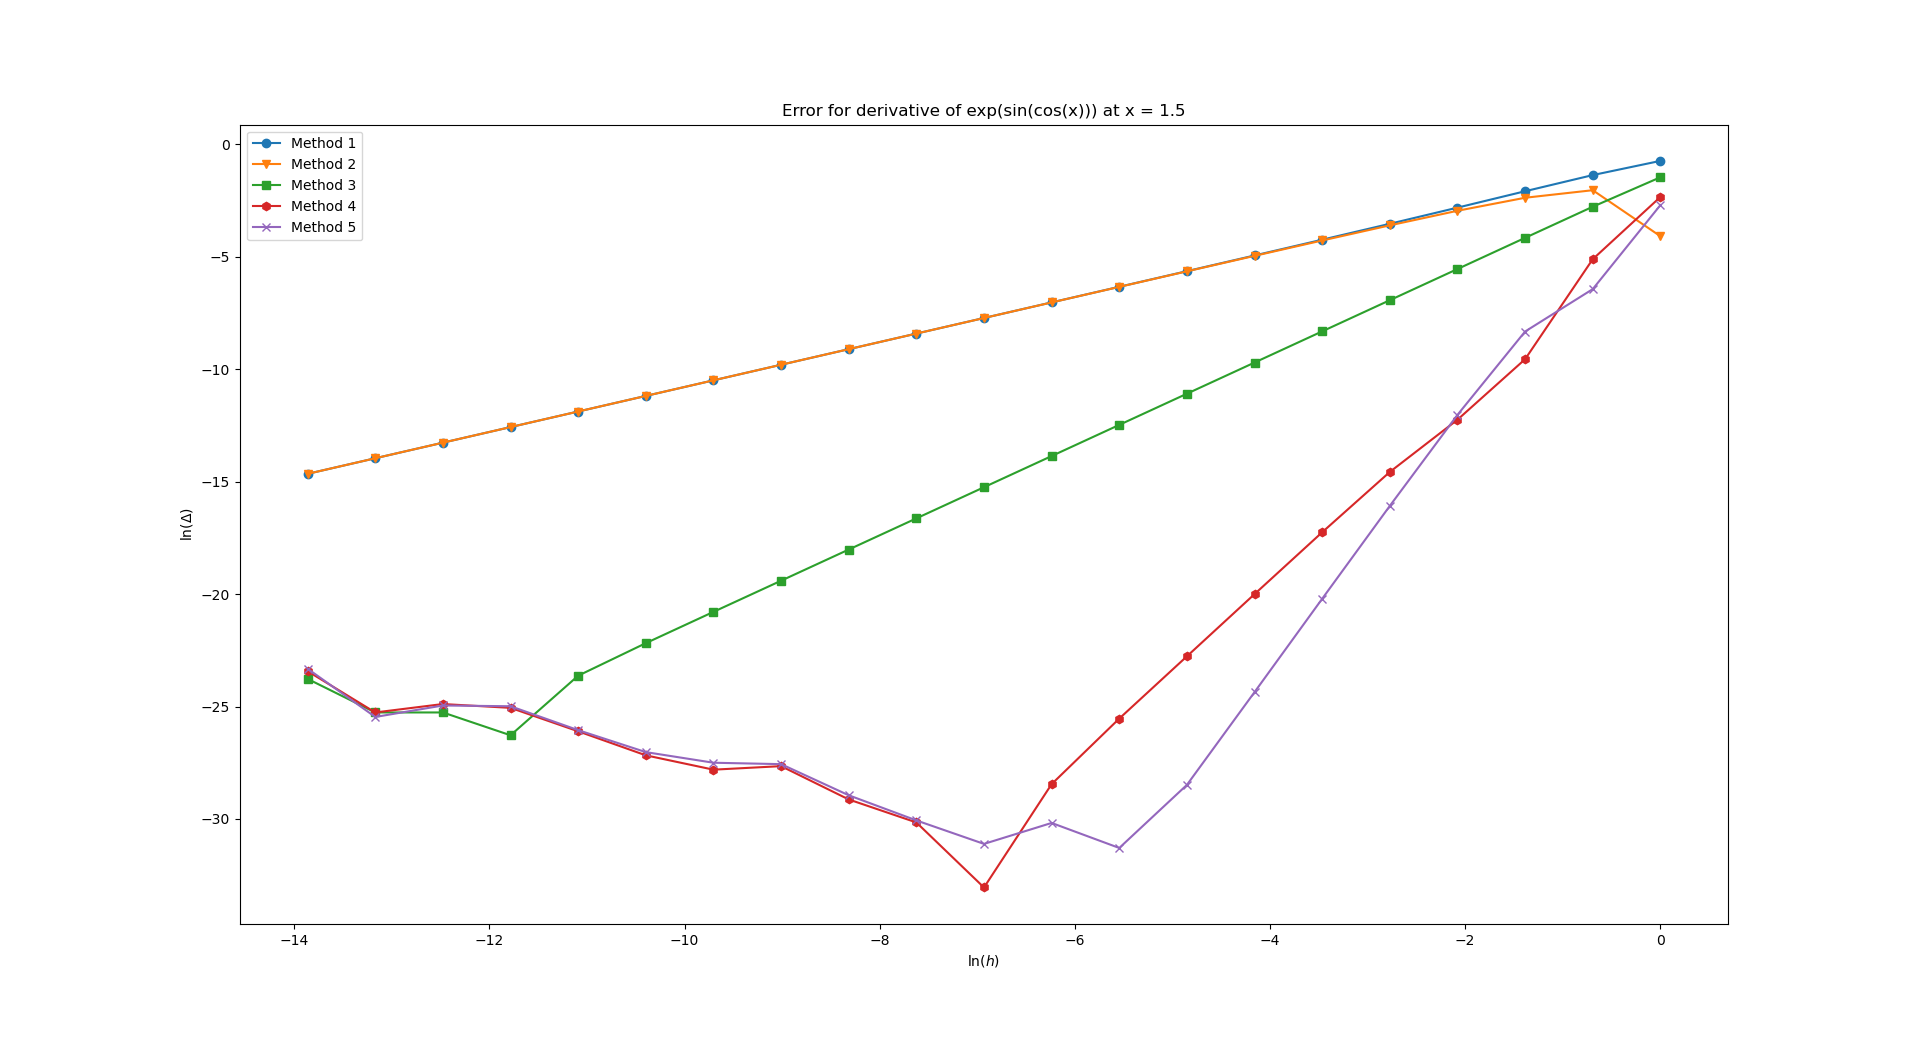 Error for derivative of exp(sin(cos(x))) at x = 1.5
Method 1
Method 2
Method 3
Method 4
Method 5
0
−5
−10
−15
−20
−25
−30
ln(Δ)
−14 −12 −10 −8 −6 −4 −2 0
ln(h)